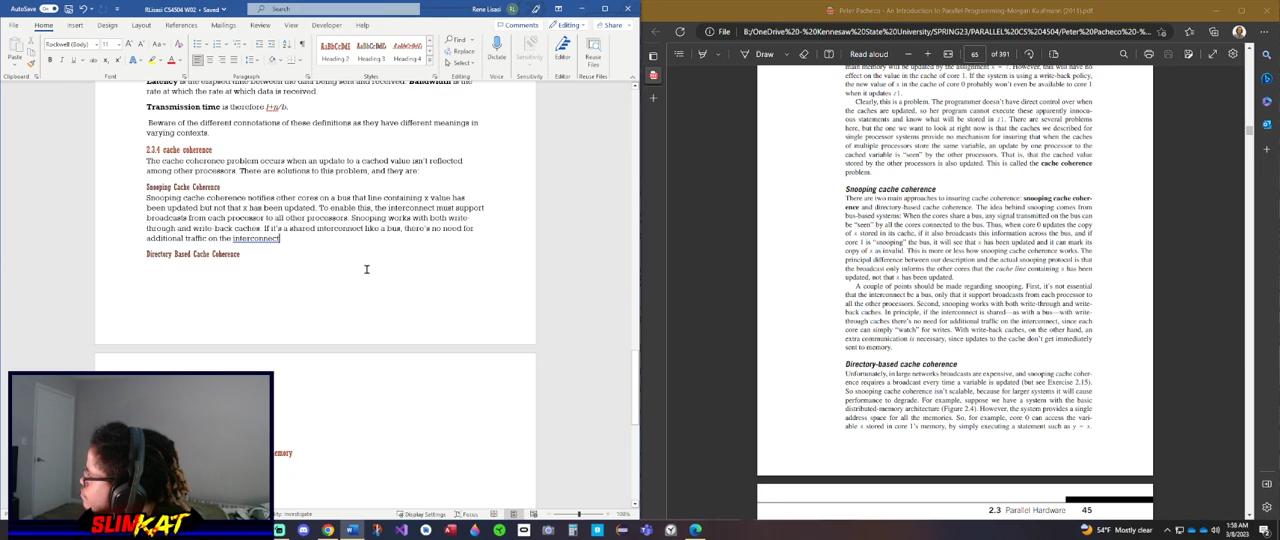 AutoSave
RLisasi CS4504 W02 • Saved
Search
Rene Lisasi
RL
File Home Insert Draw Design Layout References Mailings Review View Help
Comments Editing Share
Rockwell (Body) 11
Heading 2 Heading 3 Heading 4
Find
Replace
Select
Dictate Sensitivity Editor Reuse Files
Paste
Clipboard Font Paragraph Styles Editing Voice Sensitivity Editor Reuse Files
rate at which the rate at which data is received.
Transmission time is therefore l+n/b.
Beware of the different connotations of these definitions as they have different meanings in
varying contexts.
2.3.4 cache coherence
The cache coherence problem occurs when an update to a cached value isn't reflected
among other processors. There are solutions to this problem, and they are:
Snooping Cache Coherence
Snooping cache coherence notifies other cores on a bus that line containing x value has
been updated but not that x has been updated. To enable this, the interconnect must support
broadcasts from each processor to all other processors. Snooping works with both write-
through and write-back caches. If it's a shared interconnect like a bus, there's no need for
additional traffic on the interconnect
Directory Based Cache Coherence
emory
SLIMKAT
Display Settings Focus 100%
Peter Pacheco - An Introduction to Parallel Programming-Morgan Kaufmann (2011).pdf
File B:/OneDrive%20-%20Kennesaw%20State%20University/SPRING23/PARALLEL%20CS%204504/Peter%20Pacheco%20-%20An%20Introduction%20to%20Parallel%20Programming-Morgan%20K...
Draw Read aloud 65 of 391
main memory will be updated by the assignment x = 7. However, this will have no
effect on the value in the cache of core 1. If the system is using a write-back policy,
the new value of x in the cache of core 0 probably won't even be available to core 1
when it updates z1.
Clearly, this is a problem. The programmer doesn't have direct control over when
the caches are updated, so her program cannot execute these apparently innocu-
ous statements and know what will be stored in z1. There are several problems
here, but the one we want to look at right now is that the caches we described for
single processor systems provide no mechanism for insuring that when the caches
of multiple processors store the same variable, an update by one processor to the
cached variable is "seen" by the other processors. That is, that the cached value
stored by the other processors is also updated. This is called the cache coherence
problem.
Snooping cache coherence
There are two main approaches to insuring cache coherence: snooping cache coher-
ence and directory-based cache coherence. The idea behind snooping comes from
bus-based systems: When the cores share a bus, any signal transmitted on the bus can
be "seen" by all the cores connected to the bus. Thus, when core 0 updates the copy
of x stored in its cache, if it also broadcasts this information across the bus, and if
core 1 is "snooping" the bus, it will see that x has been updated and it can mark its
copy of x as invalid. This is more or less how snooping cache coherence works. The
principal difference between our description and the actual snooping protocol is that
the broadcast only informs the other cores that the cache line containing x has been
updated, not that x has been updated.
A couple of points should be made regarding snooping. First, it's not essential
that the interconnect be a bus, only that it support broadcasts from each processor to
all the other processors. Second, snooping works with both write-through and write-
back caches. In principle, if the interconnect is shared—as with a bus—with write-
through caches there's no need for additional traffic on the interconnect, since each
core can simply "watch" for writes. With write-back caches, on the other hand, an
extra communication is necessary, since updates to the cache don't get immediately
sent to memory.
Directory-based cache coherence
Unfortunately, in large networks broadcasts are expensive, and snooping cache coher-
ence requires a broadcast every time a variable is updated (but see Exercise 2.15).
So snooping cache coherence isn't scalable, because for larger systems it will cause
performance to degrade. For example, suppose we have a system with the basic
distributed-memory architecture (Figure 2.4). However, the system provides a single
address space for all the memories. So, for example, core 0 can access the vari-
able x stored in core 1's memory, by simply executing a statement such as y = x.
2.3 Parallel Hardware 45
54°F Mostly clear
1:58 AM
3/8/2023